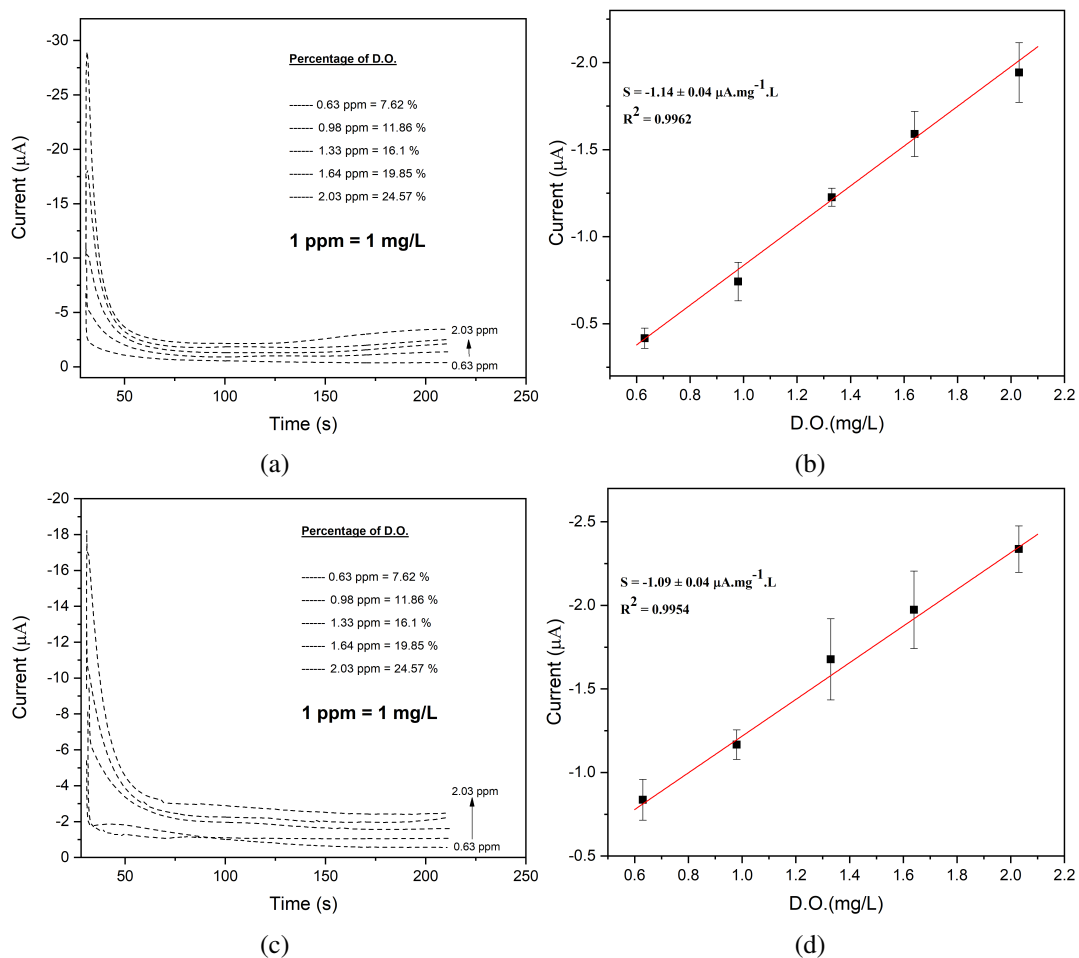 -30
-25
-20
-15
-10
-5
0
Current (μA)
50
100
150
200
250
Time (s)
Percentage of D.O.
0.63 ppm = 7.62 %
0.98 ppm = 11.86 %
1.33 ppm = 16.1 %
1.64 ppm = 19.85 %
2.03 ppm = 24.57 %
1 ppm = 1 mg/L
2.03 ppm
0.63 ppm
(a)
-2.0
-1.5
-1.0
-0.5
Current (μA)
0.6
0.8
1.0
1.2
1.4
1.6
1.8
2.0
2.2
D.O.(mg/L)
S = -1.14 ± 0.04 μA.mg⁻¹.L
R² = 0.9962
(b)
-20
-18
-16
-14
-12
-10
-8
-6
-4
-2
0
Current (μA)
50
100
150
200
250
Time (s)
Percentage of D.O.
0.63 ppm = 7.62 %
0.98 ppm = 11.86 %
1.33 ppm = 16.1 %
1.64 ppm = 19.85 %
2.03 ppm = 24.57 %
1 ppm = 1 mg/L
2.03 ppm
0.63 ppm
(c)
-2.5
-2.0
-1.5
-1.0
-0.5
Current (μA)
0.6
0.8
1.0
1.2
1.4
1.6
1.8
2.0
2.2
D.O.(mg/L)
S = -1.09 ± 0.04 μA.mg⁻¹.L
R² = 0.9954
(d)